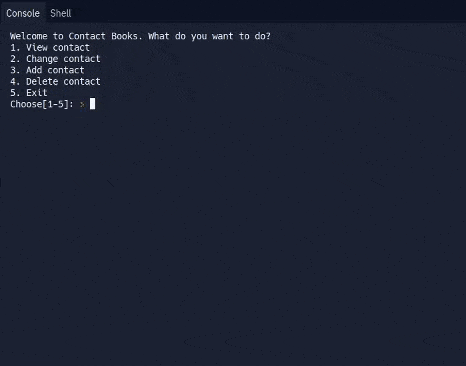 Console Shell
Welcome to Contact Books. What do you want to do?
1. View contact
2. Change contact
3. Add contact
4. Delete contact
5. Exit
Choose[1-5]: >